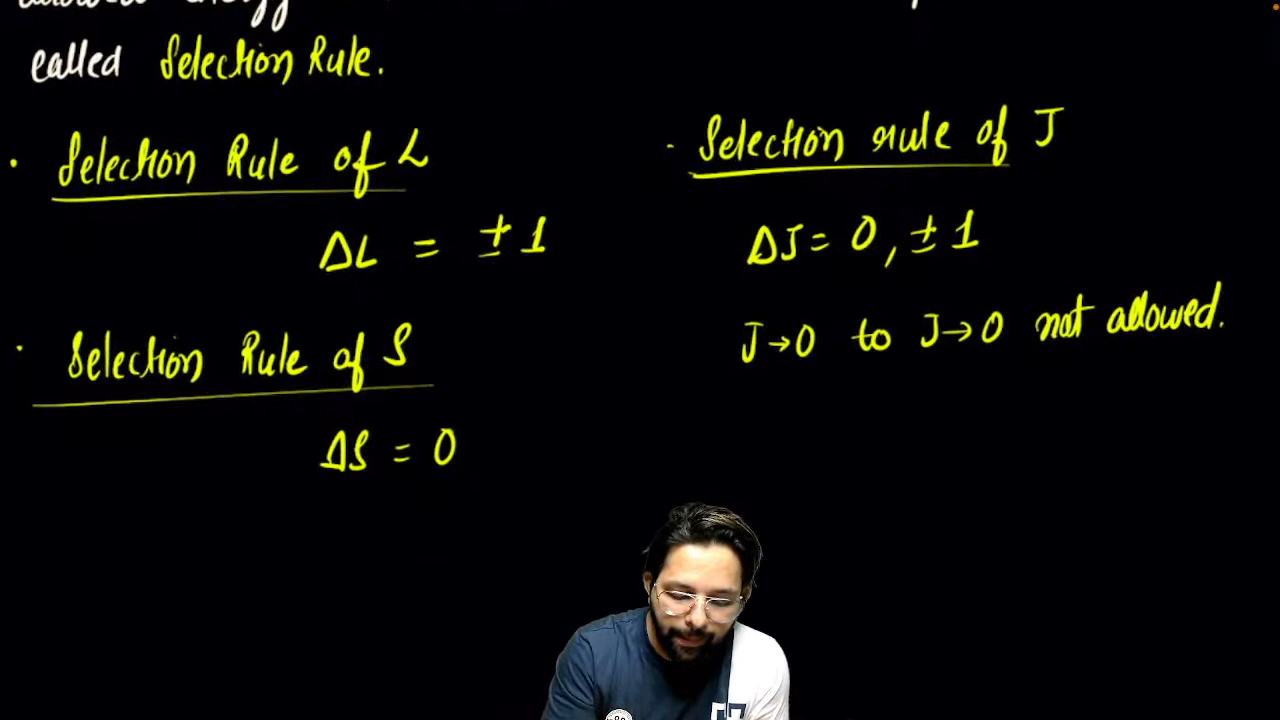 called Selection Rule.
· Selection Rule of L
ΔL = ±1
· Selection Rule of S
ΔS = 0
· Selection rule of J
ΔJ = 0, ±1
J→0 to J→0 not allowed.